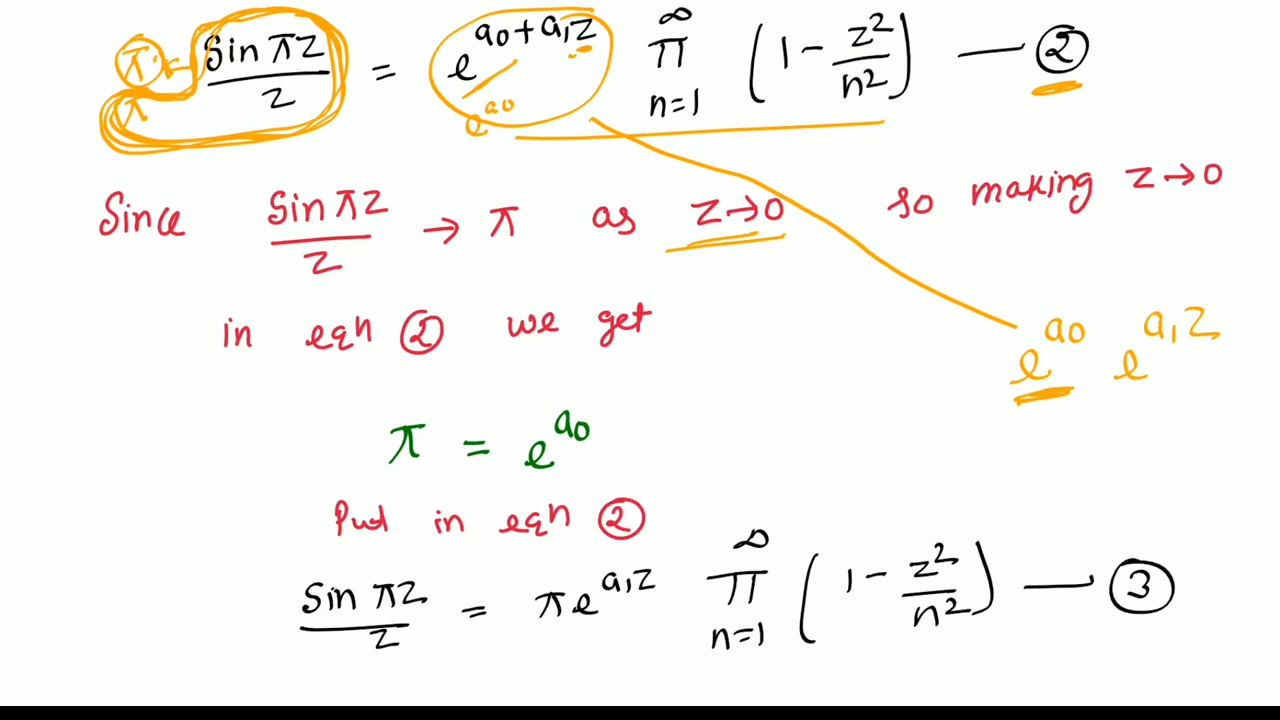 π · sin πz / z = e^(a₀+a₁z) ∏_{n=1}^{∞} (1 - z²/n²) — ②
π
e^a₀
Since sin πz / z → π as z→0 so making z→0
in eqn ② we get
e^a₀ e^a₁z
π = e^a₀
Put in eqn ②
sin πz / z = π e^a₁z ∏_{n=1}^{∞} (1 - z²/n²) — ③